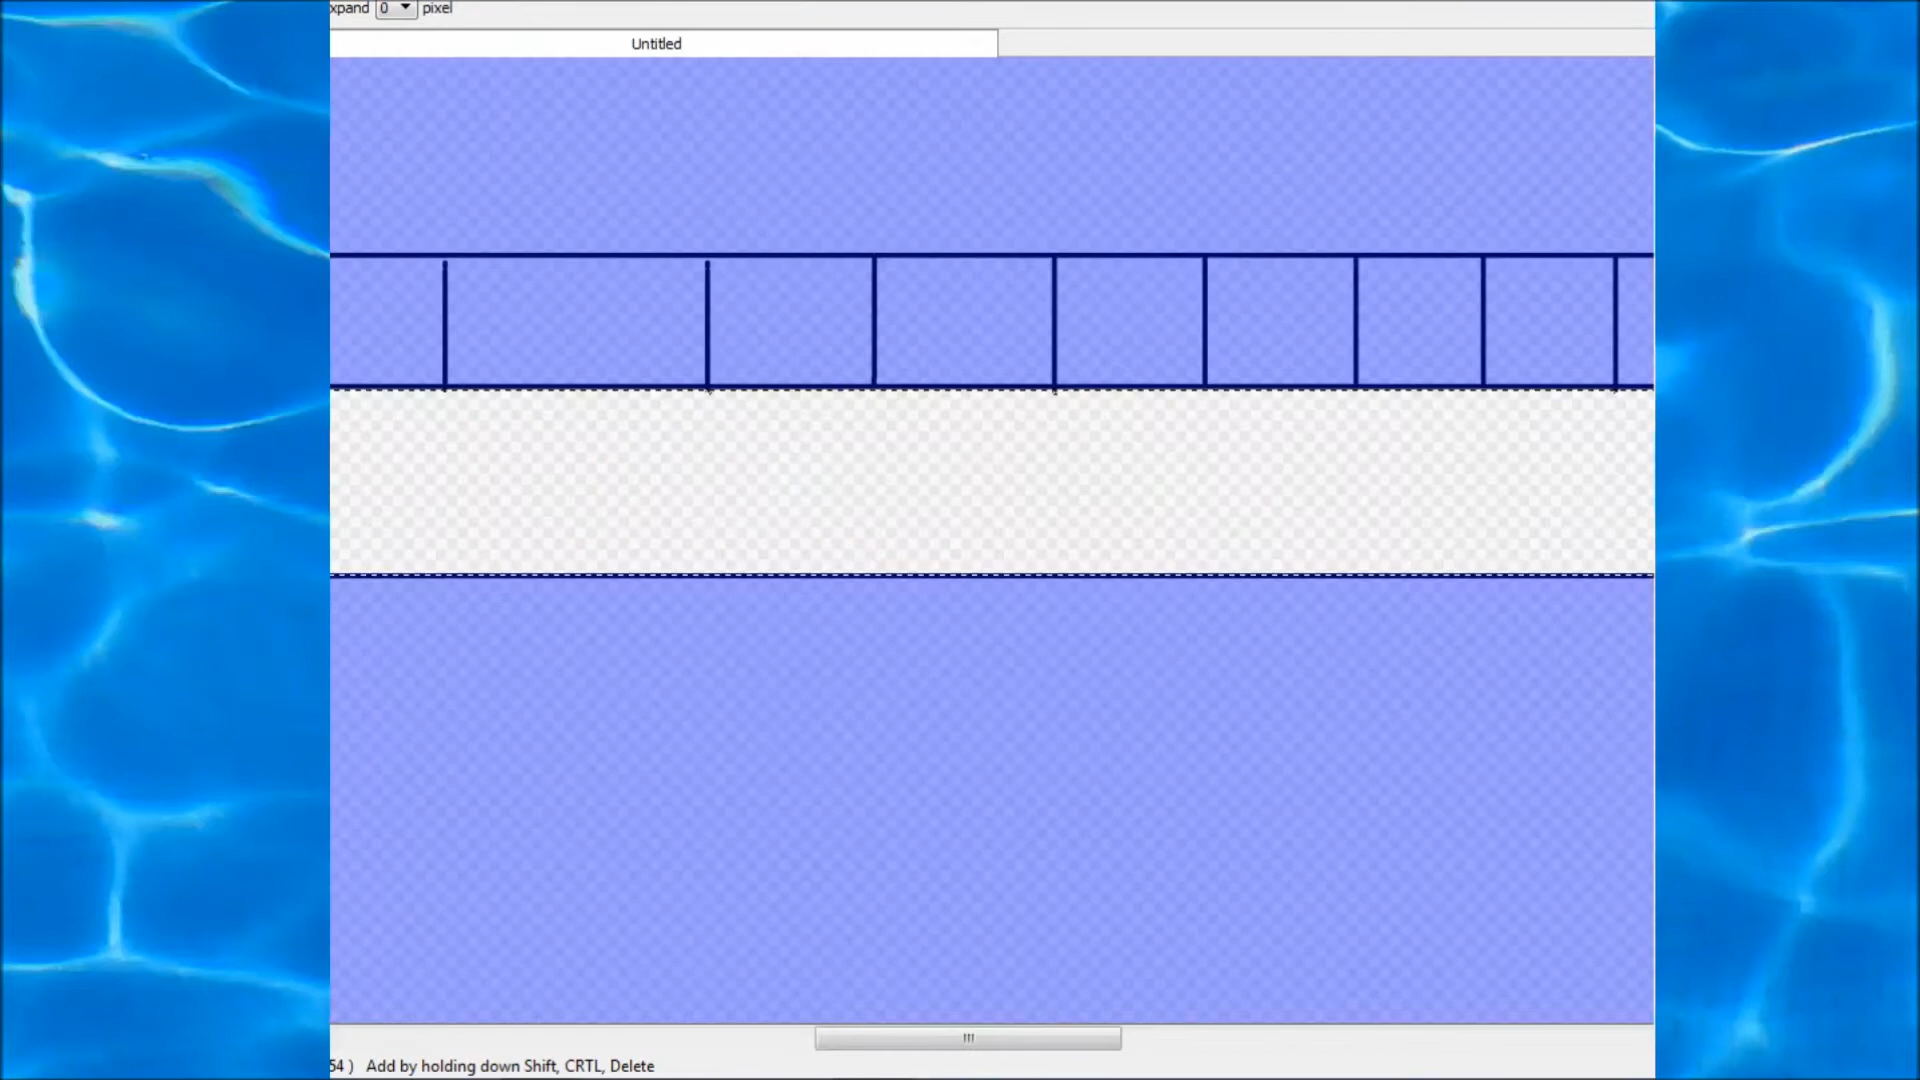 xpand 0 pixel
Untitled
54 ) Add by holding down Shift, CRTL, Delete